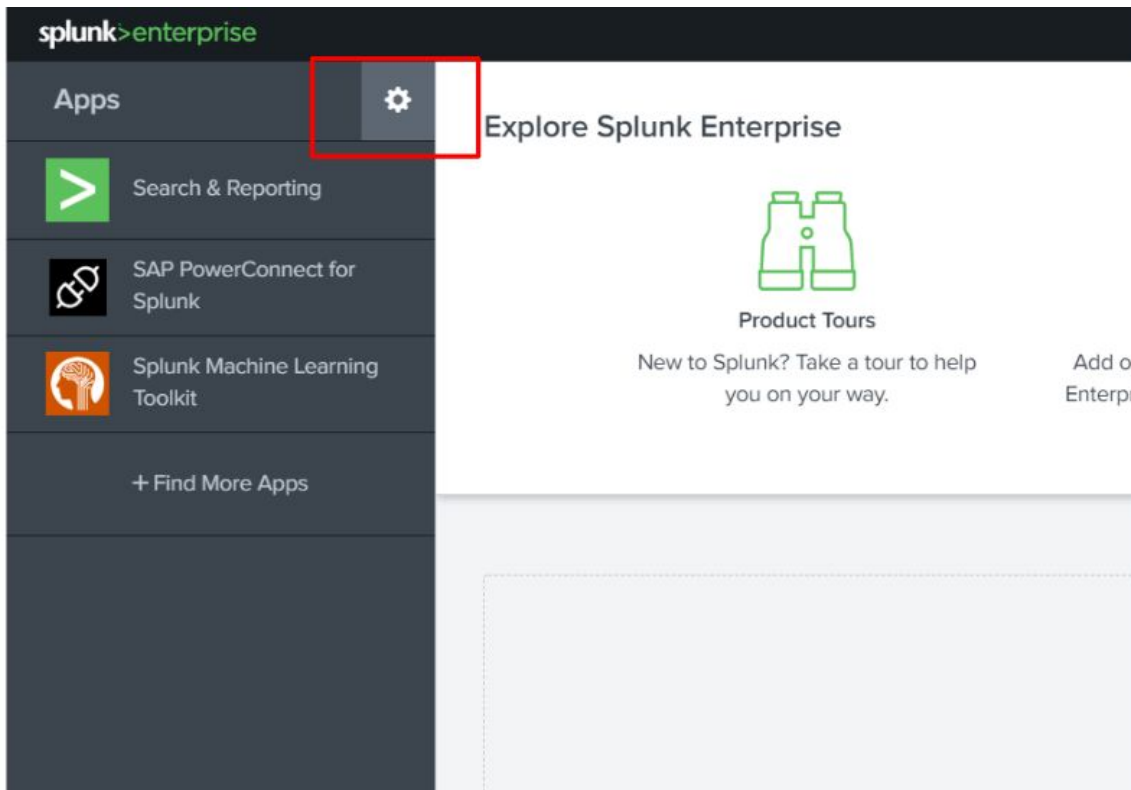 splunk>enterprise
Apps
Explore Splunk Enterprise
Search & Reporting
SAP PowerConnect for
Splunk
Splunk Machine Learning
Toolkit
+ Find More Apps
Product Tours
New to Splunk? Take a tour to help
you on your way.
Add